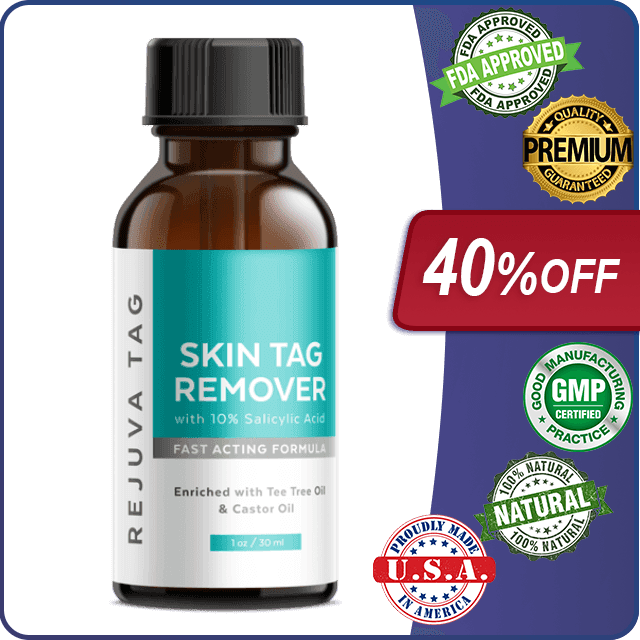 FDA APPROVED
FDA APPROVED
FDA APPROVED
QUALITY
PREMIUM
GUARANTEED
40%OFF
REJUVA TAG
SKIN TAG
REMOVER
with 10% Salicylic Acid
FAST ACTING FORMULA
Enriched with Tee Tree Oil
& Castor Oil
1 oz / 30 ml
GOOD MANUFACTURING
GMP
CERTIFIED
PRACTICE
100% NATURAL
NATURAL
100% NATURAL
PROUDLY MADE
U.S.A.
IN AMERICA